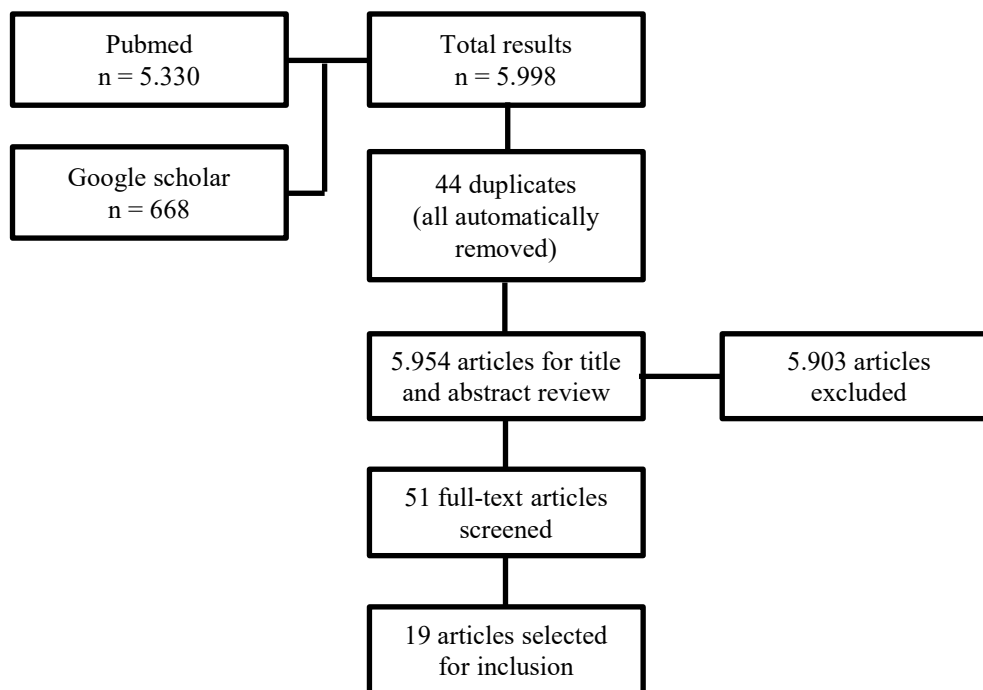 Pubmed
n = 5.330
Total results
n = 5.998
Google scholar
n = 668
44 duplicates
(all automatically
removed)
5.954 articles for title
and abstract review
5.903 articles
excluded
51 full-text articles
screened
19 articles selected
for inclusion